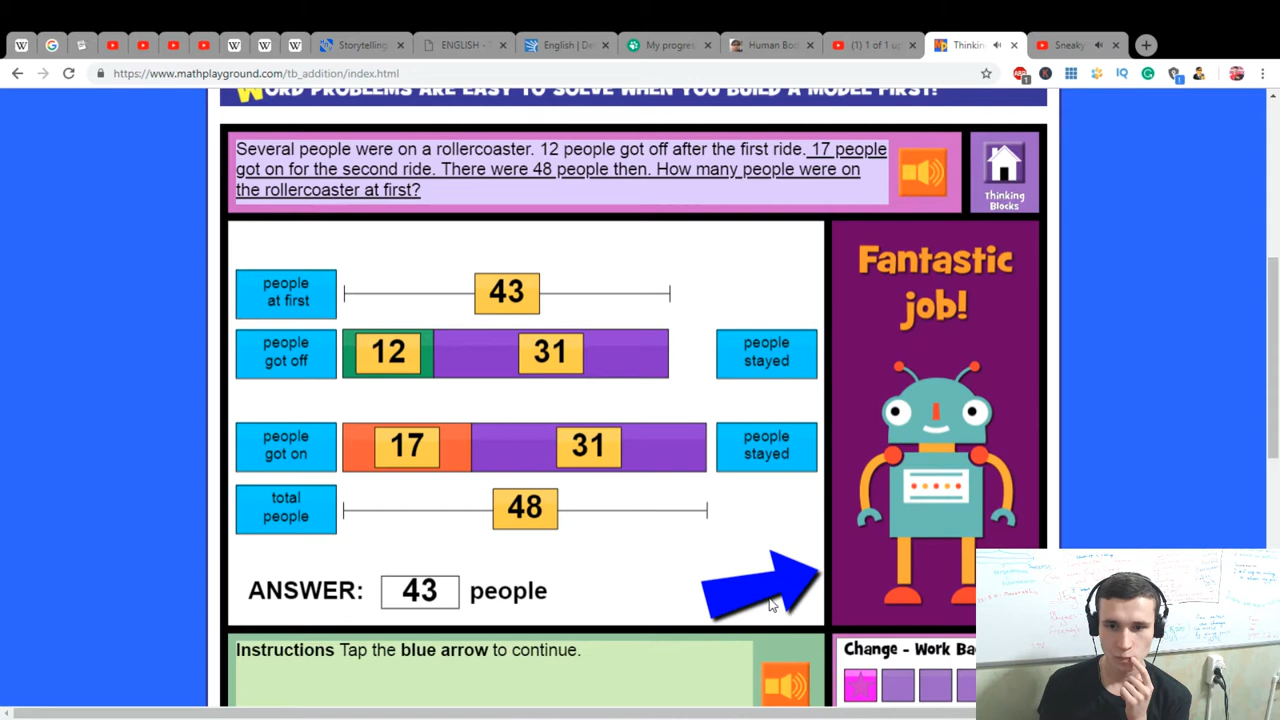 Storytelling
ENGLISH - T
English | De
My progres
Human Bod
(1) 1 of 1 up
Thinkin
Sneaky
https://www.mathplayground.com/tb_addition/index.html
WORD PROBLEMS ARE EASY TO SOLVE WHEN YOU BUILD A MODEL FIRST!
Several people were on a rollercoaster. 12 people got off after the first ride. 17 people
got on for the second ride. There were 48 people then. How many people were on
the rollercoaster at first?
Thinking
Blocks
Fantastic
job!
people
at first
43
people
got off
12
31
people
stayed
people
got on
17
31
people
stayed
total
people
48
ANSWER: 43 people
Instructions Tap the blue arrow to continue.
Change - Work Ba